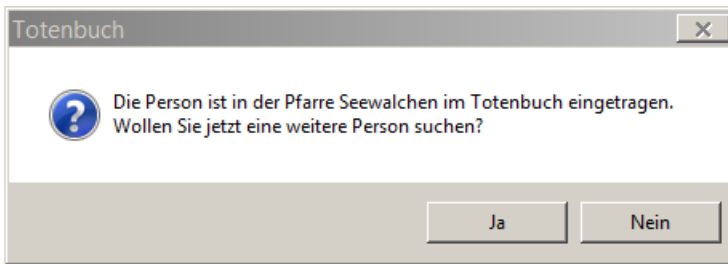 Totenbuch
Die Person ist in der Pfarre Seewalchen im Totenbuch eingetragen.
Wollen Sie jetzt eine weitere Person suchen?
Ja Nein